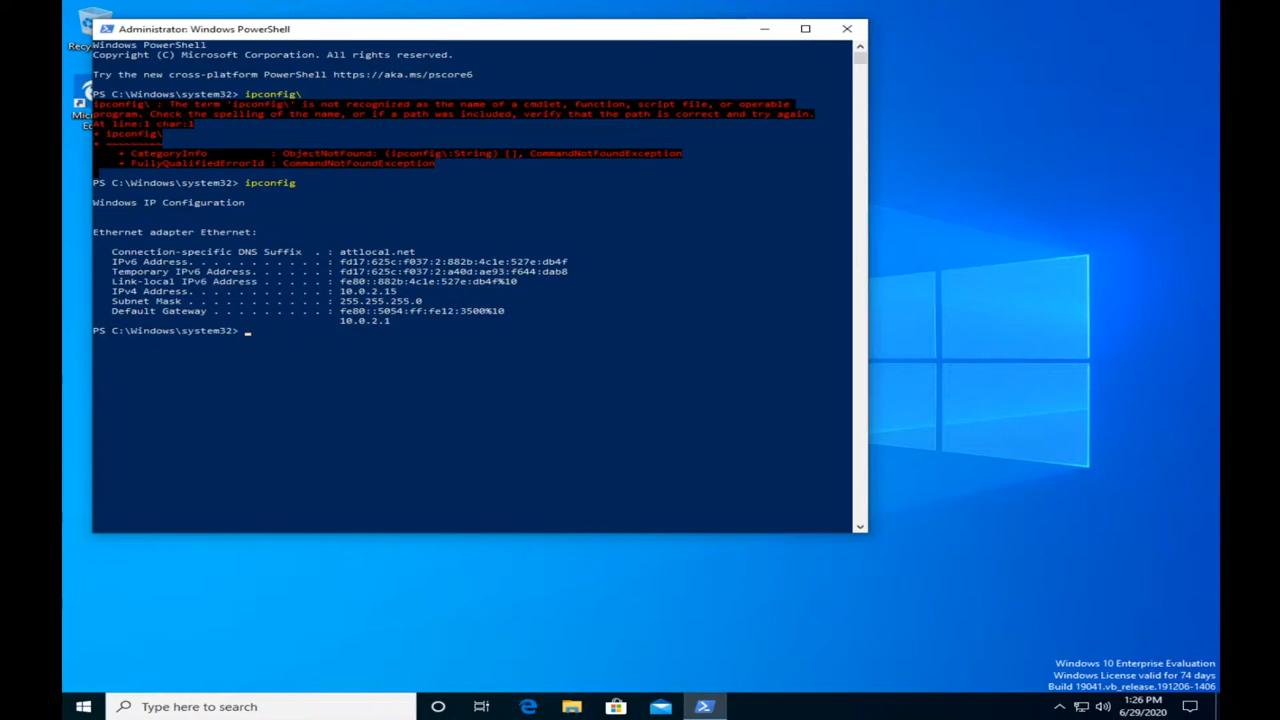 Administrator: Windows PowerShell
Windows PowerShell
Copyright (C) Microsoft Corporation. All rights reserved.
Try the new cross-platform PowerShell https://aka.ms/pscore6
PS C:\Windows\system32> ipconfig\
ipconfig\ : The term 'ipconfig\' is not recognized as the name of a cmdlet, function, script file, or operable
program. Check the spelling of the name, or if a path was included, verify that the path is correct and try again.
At line:1 char:1
+ ipconfig\
+ ~~~~~~~~~
+ CategoryInfo : ObjectNotFound: (ipconfig\:String) [], CommandNotFoundException
+ FullyQualifiedErrorId : CommandNotFoundException
PS C:\Windows\system32> ipconfig
Windows IP Configuration
Ethernet adapter Ethernet:
Connection-specific DNS Suffix . : attlocal.net
IPv6 Address. . . . . . . . . . . : fd17:625c:f037:2:882b:4c1e:527e:db4f
Temporary IPv6 Address. . . . . . : fd17:625c:f037:2:a40d:ae93:f644:dab8
Link-local IPv6 Address . . . . . : fe80::882b:4c1e:527e:db4f%10
IPv4 Address. . . . . . . . . . . : 10.0.2.15
Subnet Mask . . . . . . . . . . . : 255.255.255.0
Default Gateway . . . . . . . . . : fe80::5054:ff:fe12:3500%10
10.0.2.1
PS C:\Windows\system32> _
Recy
Mic
Ed
Windows 10 Enterprise Evaluation
Windows License valid for 74 days
Build 19041.vb_release.191206-1406
Type here to search
1:26 PM
6/29/2020